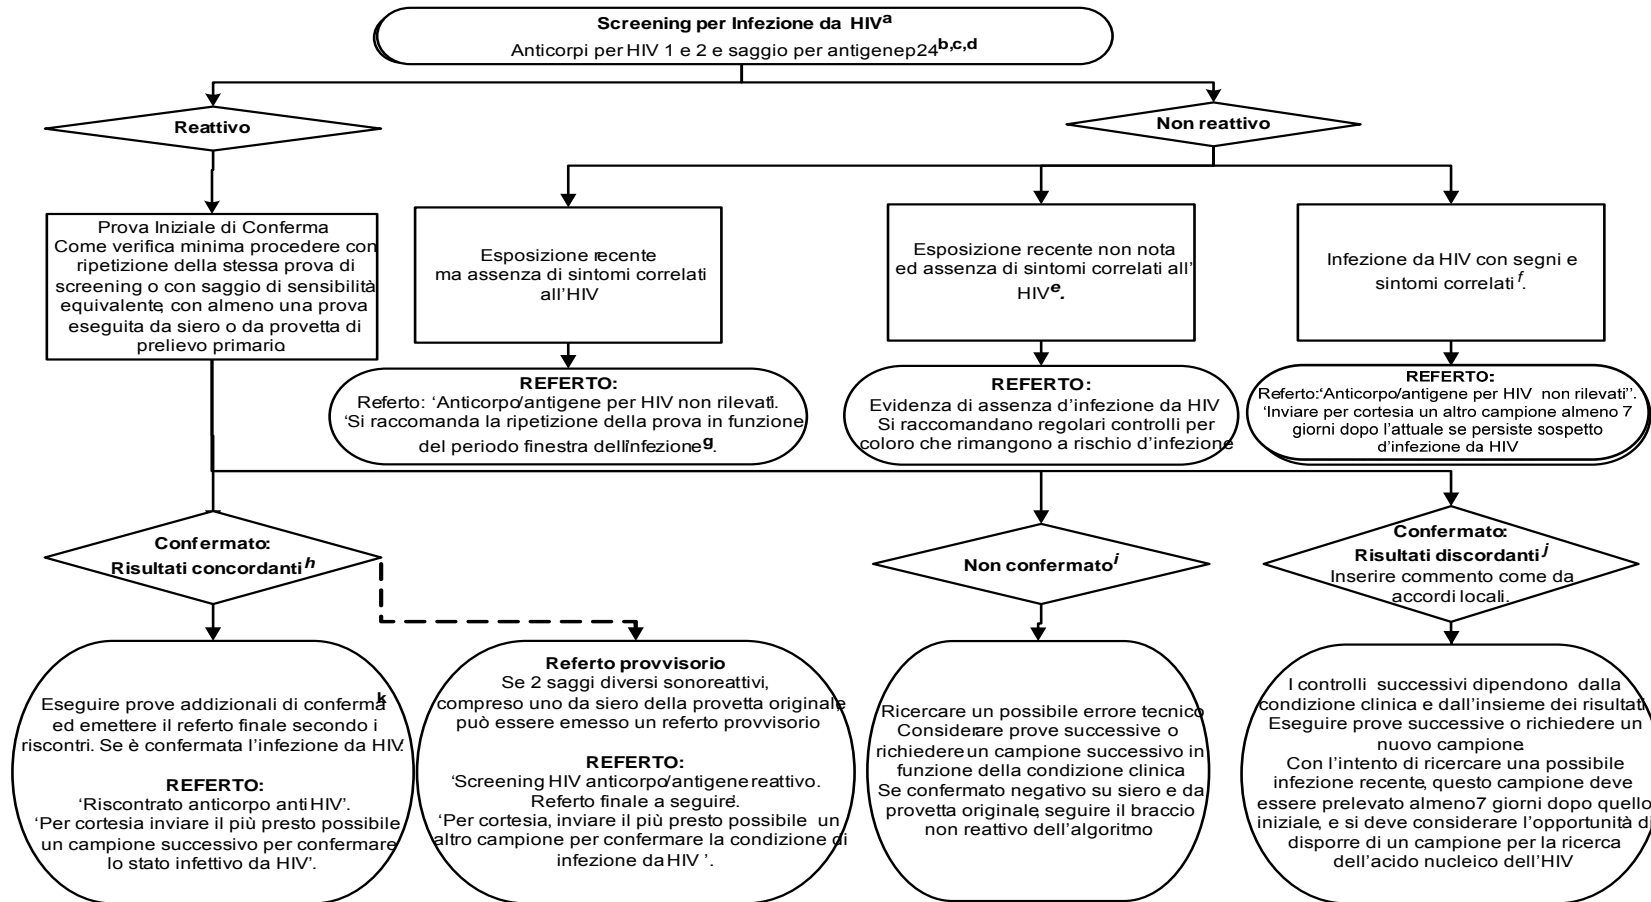 Screening per Infezione da HIVa
Anticorpi per HIV 1 e 2 e saggio per antigenep24b,c,d
Reattivo
Non reattivo
Prova Iniziale di Conferma
Come verifica minima procedere con
ripetizione della stessa prova di
screening o con saggio di sensibilità
equivalente, con almeno una prova
eseguita da siero o da provetta di
prelievo primario.
Esposizione recente
ma assenza di sintomi correlati
all'HIV
Esposizione recente non nota
ed assenza di sintomi correlati all'
HIVe.
Infezione da HIV con segni e
sintomi correlati f.
REFERTO:
Referto: ‘Anticorpo/antigene per HIV non rilevati’.
‘Si raccomanda la ripetizione della prova in funzione
del periodo finestra dell’infezioneg.
REFERTO:
Evidenza di assenza d’infezione da HIV
Si raccomandano regolari controlli per
coloro che rimangono a rischio d’infezione
REFERTO:
Referto:‘Anticorpo/antigene per HIV non rilevati’’.
‘Inviare per cortesia un altro campione almeno 7
giorni dopo l’attuale se persiste sospetto
d’infezione da HIV
Confermato:
Risultati concordanti h
Non confermato i
Confermato:
Risultati discordanti j
Inserire commento come da
accordi locali.
Eseguire prove addizionali di conferma k
ed emettere il referto finale secondo i
riscontri. Se è confermata l’infezione da HIV:
REFERTO:
‘Riscontrato anticorpo anti HIV’.
‘Per cortesia inviare il più presto possibile
un campione successivo per confermare
lo stato infettivo da HIV’.
Referto provvisorio
Se 2 saggi diversi sonoreattivi,
compreso uno da siero della provetta originale,
può essere emesso un referto provvisorio
REFERTO:
‘Screening HIV anticorpo/antigene reattivo.
Referto finale a seguire’.
‘Per cortesia, inviare il più presto possibile un
altro campione per confermare la condizione di
infezione da HIV ’.
Ricercare un possibile errore tecnico
Considerare prove successive o
richiedere un campione successivo in
funzione della condizione clinica
Se confermato negativo su siero e da
provetta originale, seguire il braccio
non reattivo dell’algoritmo
I controlli successivi dipendono dalla
condizione clinica e dall’insieme dei risultati
Eseguire prove successive o richiedere un
nuovo campione.
Con l’intento di ricercare una possibile
infezione recente, questo campione deve
essere prelevato almeno 7 giorni dopo quello
iniziale, e si deve considerare l’opportunità di
disporre di un campione per la ricerca
dell’acido nucleico dell’HIV